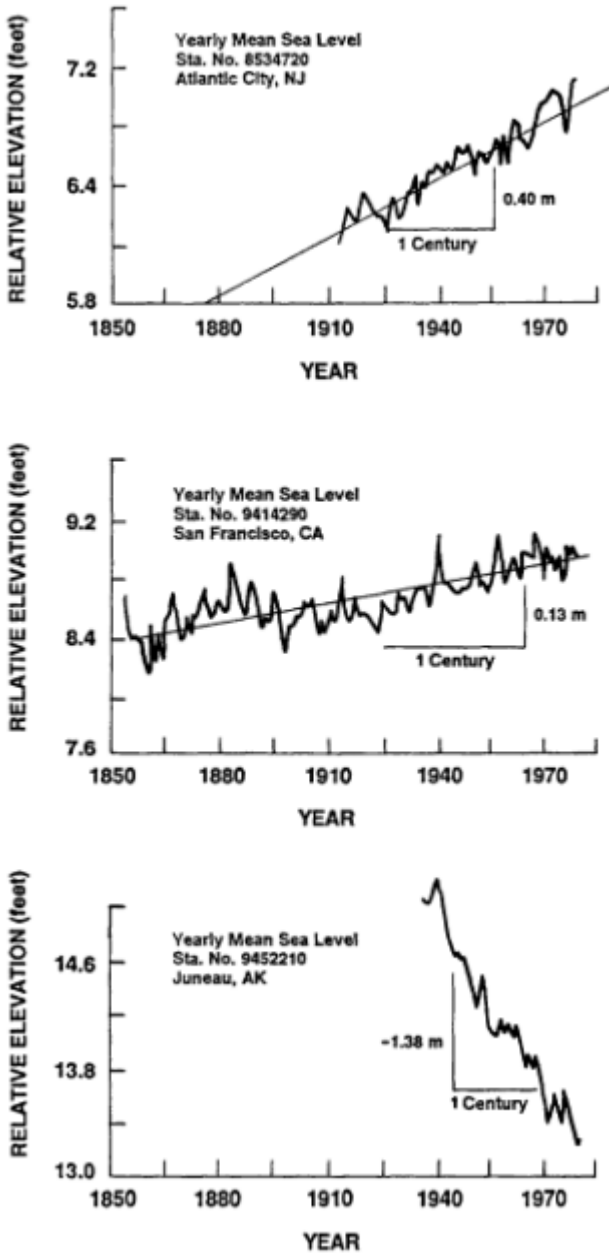 RELATIVE ELEVATION (feet)
Yearly Mean Sea Level
Sta. No. 8534720
Atlantic City, NJ
7.2
6.4
5.8
0.40 m
1 Century
1850 1880 1910 1940 1970
YEAR
RELATIVE ELEVATION (feet)
Yearly Mean Sea Level
Sta. No. 9414290
San Francisco, CA
9.2
8.4
7.6
0.13 m
1 Century
1850 1880 1910 1940 1970
YEAR
RELATIVE ELEVATION (feet)
Yearly Mean Sea Level
Sta. No. 9452210
Juneau, AK
14.6
13.8
13.0
-1.38 m
1 Century
1850 1880 1910 1940 1970
YEAR